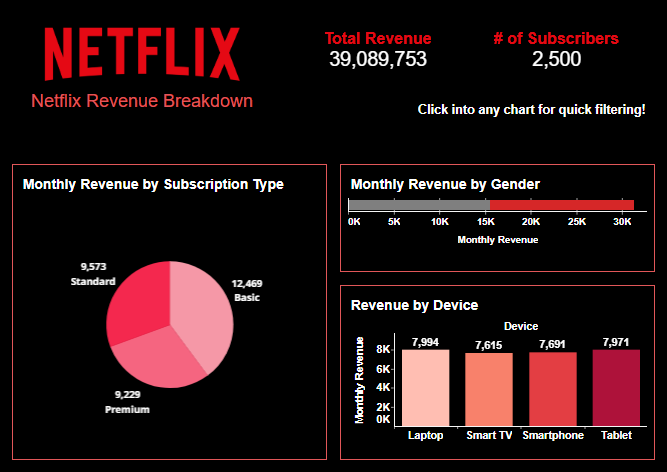 NETFLIX
Netflix Revenue Breakdown
Total Revenue
39,089,753
# of Subscribers
2,500
Click into any chart for quick filtering!
Monthly Revenue by Subscription Type
9,573
Standard
12,469
Basic
9,229
Premium
Monthly Revenue by Gender
0K 5K 10K 15K 20K 25K 30K
Monthly Revenue
Revenue by Device
Device
Monthly Revenue
8K
6K
4K
2K
0K
7,994 7,615 7,691 7,971
Laptop Smart TV Smartphone Tablet